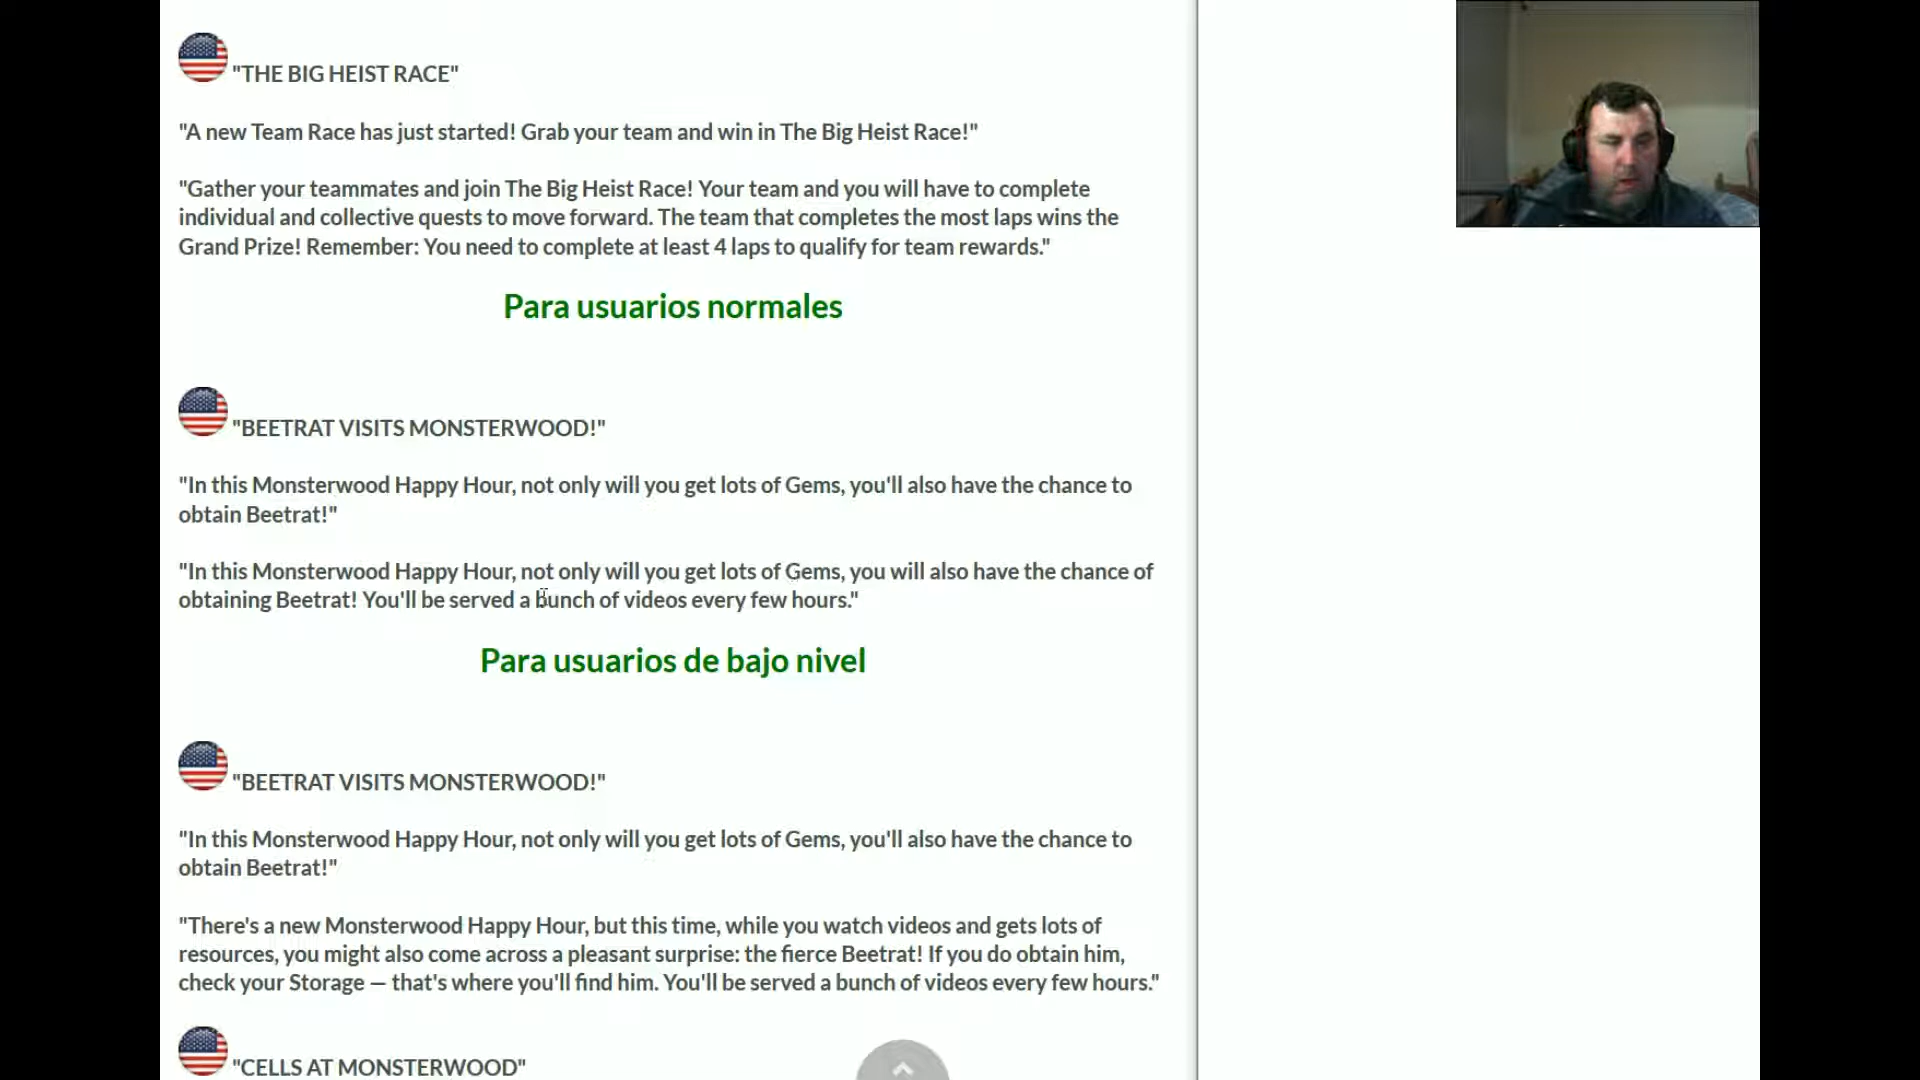 "THE BIG HEIST RACE"
"A new Team Race has just started! Grab your team and win in The Big Heist Race!"
"Gather your teammates and join The Big Heist Race! Your team and you will have to complete
individual and collective quests to move forward. The team that completes the most laps wins the
Grand Prize! Remember: You need to complete at least 4 laps to qualify for team rewards."
Para usuarios normales
"BEETRAT VISITS MONSTERWOOD!"
"In this Monsterwood Happy Hour, not only will you get lots of Gems, you'll also have the chance to
obtain Beetrat!"
"In this Monsterwood Happy Hour, not only will you get lots of Gems, you will also have the chance of
obtaining Beetrat! You'll be served a bunch of videos every few hours."
Para usuarios de bajo nivel
"BEETRAT VISITS MONSTERWOOD!"
"In this Monsterwood Happy Hour, not only will you get lots of Gems, you'll also have the chance to
obtain Beetrat!"
"There's a new Monsterwood Happy Hour, but this time, while you watch videos and gets lots of
resources, you might also come across a pleasant surprise: the fierce Beetrat! If you do obtain him,
check your Storage — that's where you'll find him. You'll be served a bunch of videos every few hours."
"CELLS AT MONSTERWOOD"